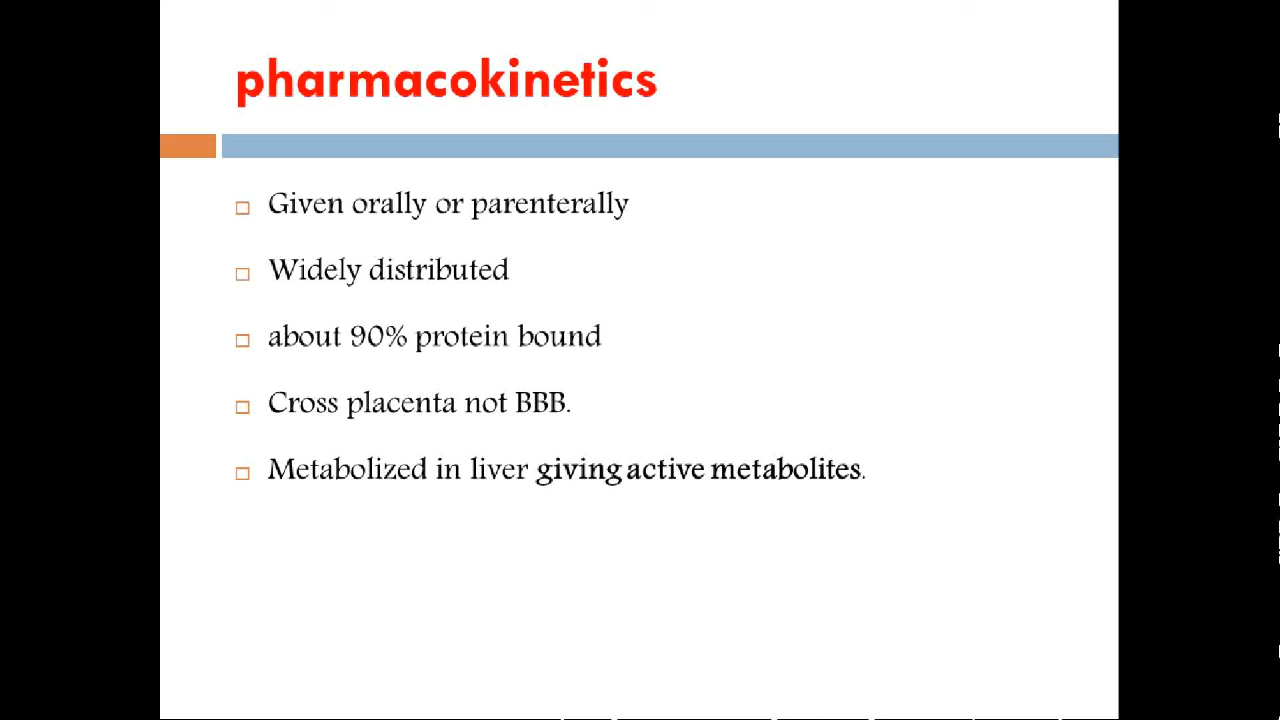 pharmacokinetics
Given orally or parenterally
Widely distributed
about 90% protein bound
Cross placenta not BBB.
Metabolized in liver giving active metabolites.